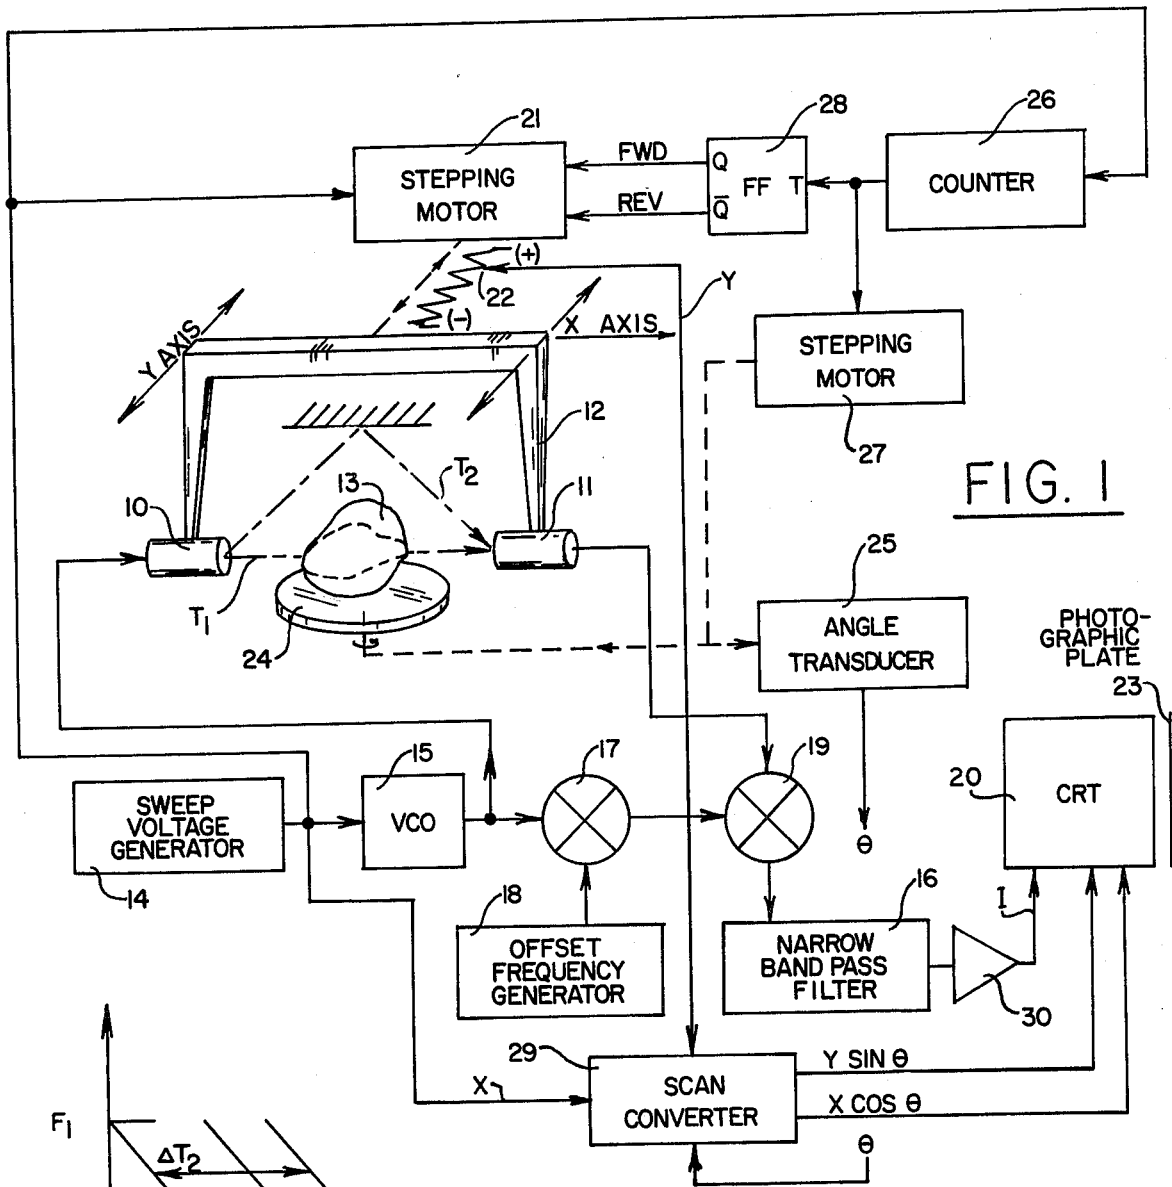 21
28
26
STEPPING
MOTOR
FWD
REV
Q
Q̅
FF T
COUNTER
(+)
22
(-)
Y
Y AXIS
X AXIS
STEPPING
MOTOR
27
12
T2
13
11
10
FIG. 1
T1
24
25
ANGLE
TRANSDUCER
θ
PHOTO-
GRAPHIC
PLATE
23
14
SWEEP
VOLTAGE
GENERATOR
15
VCO
17
19
20
CRT
18
OFFSET
FREQUENCY
GENERATOR
16
NARROW
BAND PASS
FILTER
I
30
29
X
SCAN
CONVERTER
Y SIN θ
X COS θ
θ
F1
ΔT2